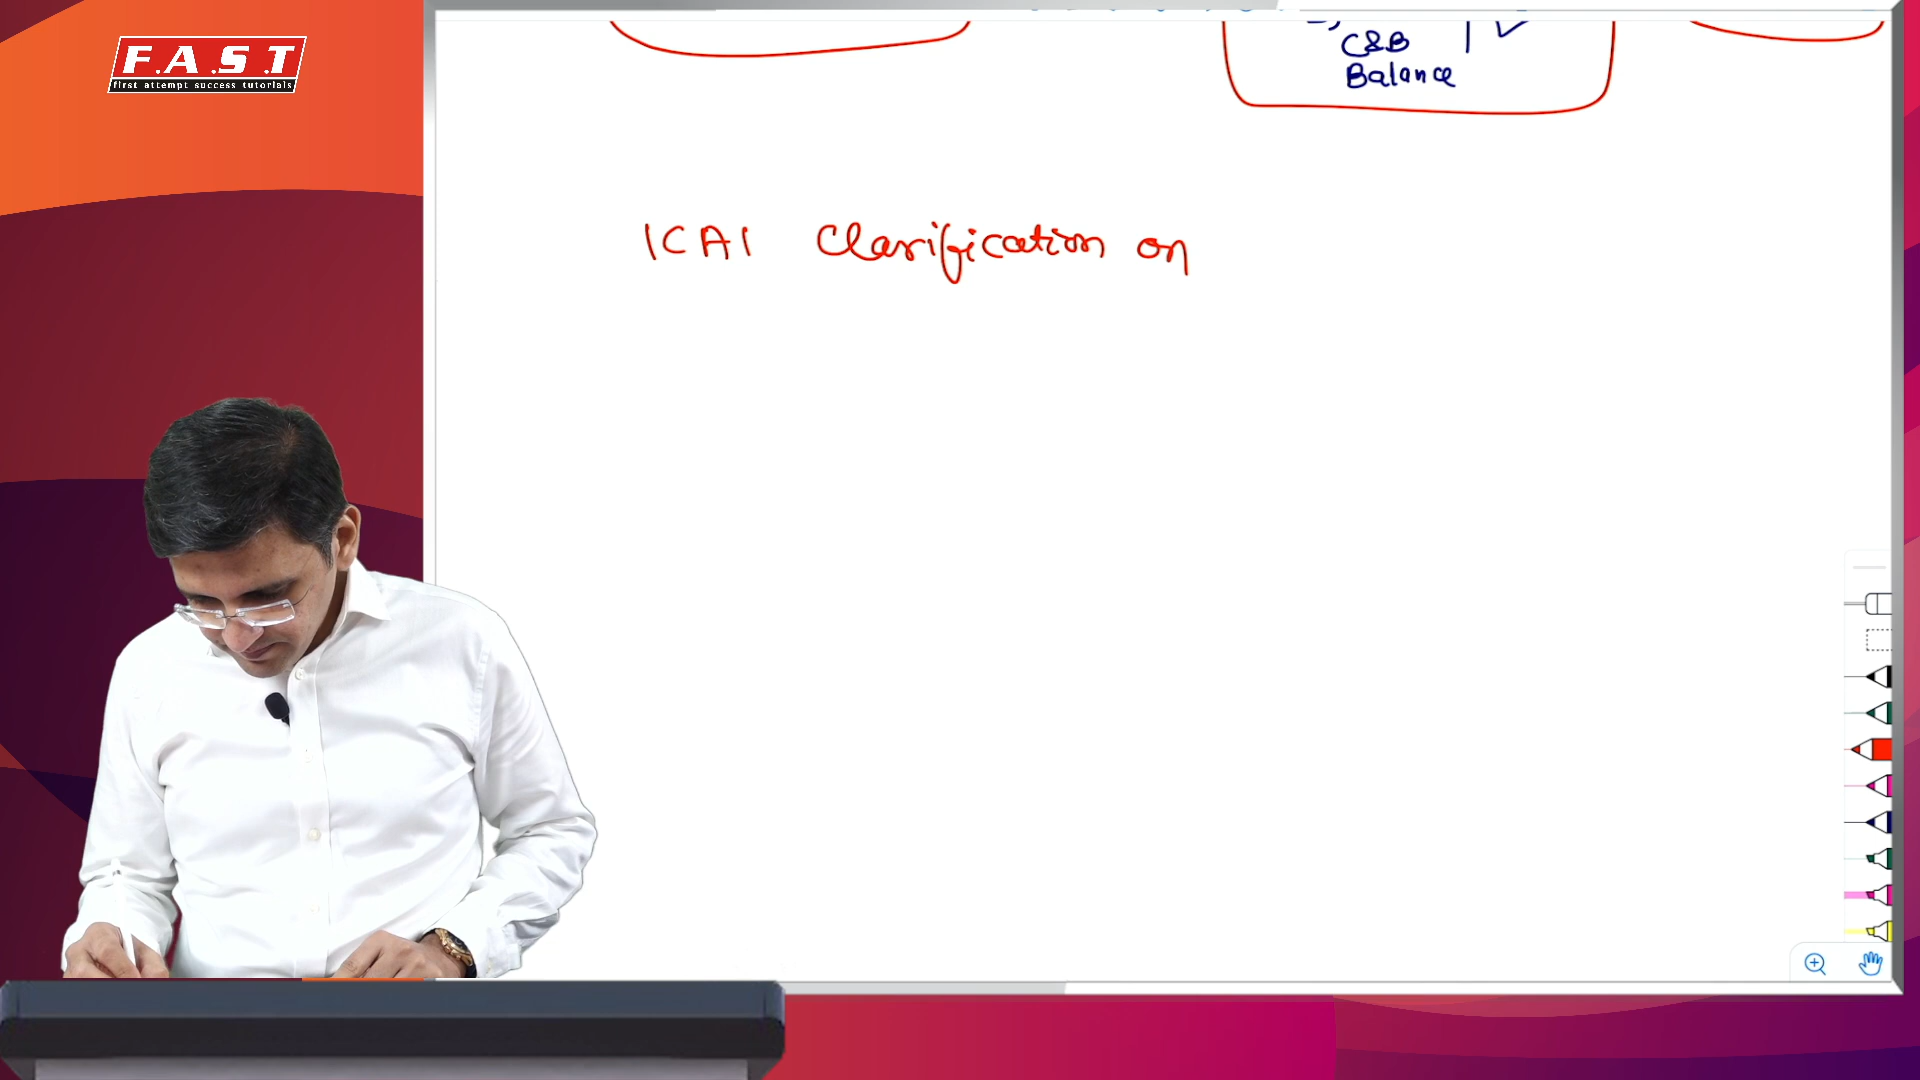 F.A.S.T
first attempt success tutorials
C&B
Balance
ICAI Clarification on